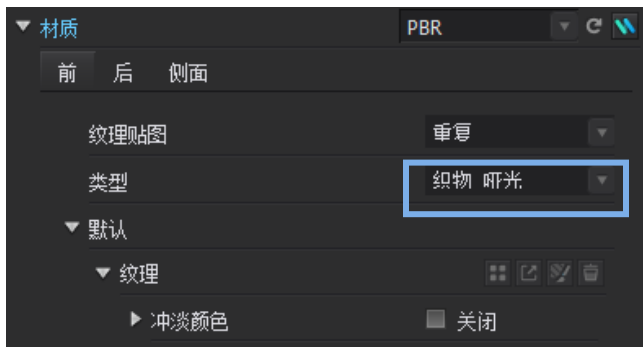 材质 PBR
前 后 侧面
纹理贴图 重复
类型 织物 哑光
默认
纹理
冲淡颜色 关闭